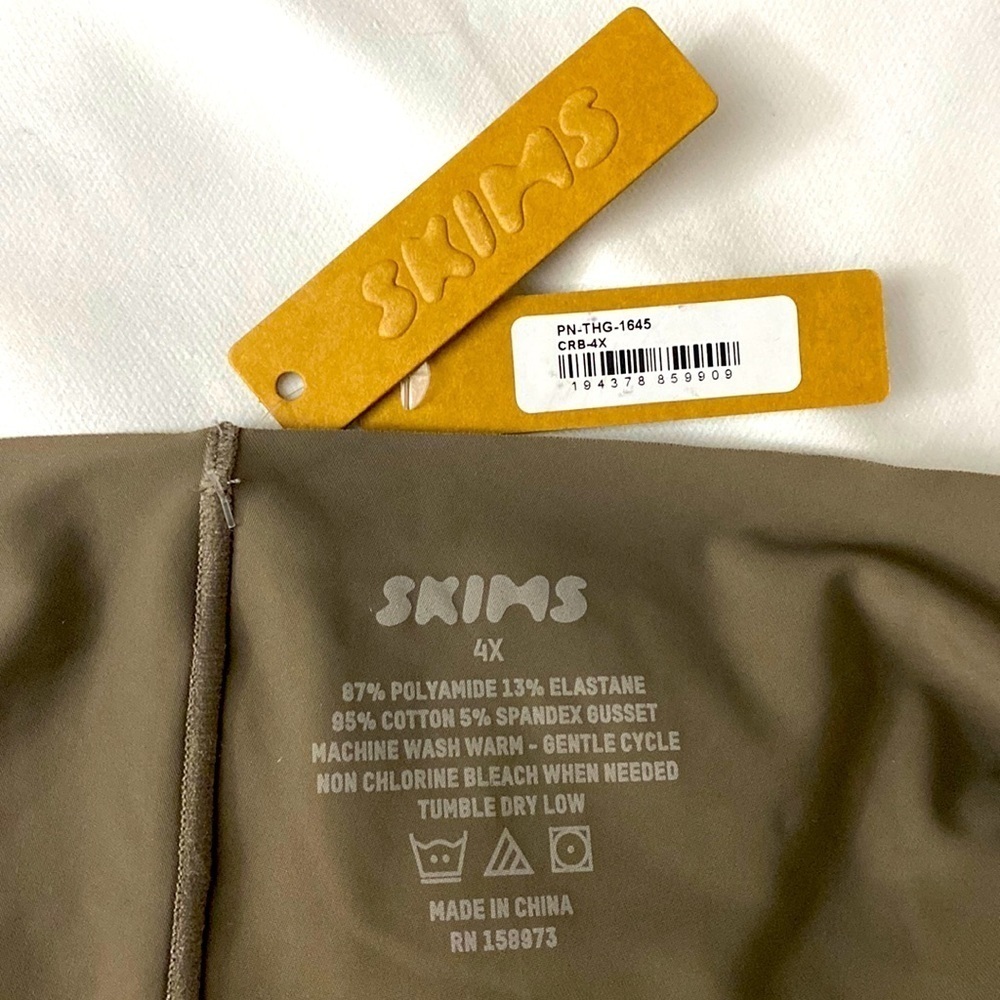 SKIMS
PN-THG-1645
CRB-4X
194378 859909
SKIMS
4X
87% POLYAMIDE 13% ELASTANE
95% COTTON 5% SPANDEX GUSSET
MACHINE WASH WARM - GENTLE CYCLE
NON CHLORINE BLEACH WHEN NEEDED
TUMBLE DRY LOW
MADE IN CHINA
RN 158973